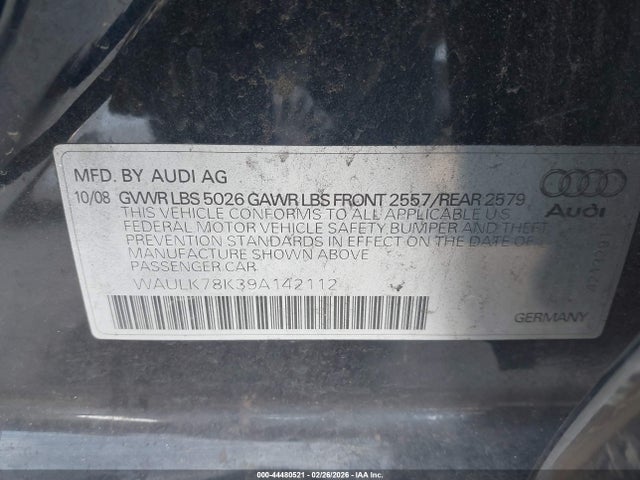 MFD. BY AUDI AG
10/08 GVWR LBS 5026 GAWR LBS FRONT 2557/REAR 2579
THIS VEHICLE CONFORMS TO ALL APPLICABLE U.S.
FEDERAL MOTOR VEHICLE SAFETY BUMPER AND THEFT
PREVENTION STANDARDS IN EFFECT ON THE DATE OF
MANUFACTURE SHOWN ABOVE
PASSENGER CAR
WAULK78K39A142112
Audi
GERMANY
00-44480521 - 02/26/2026 - IAA Inc.